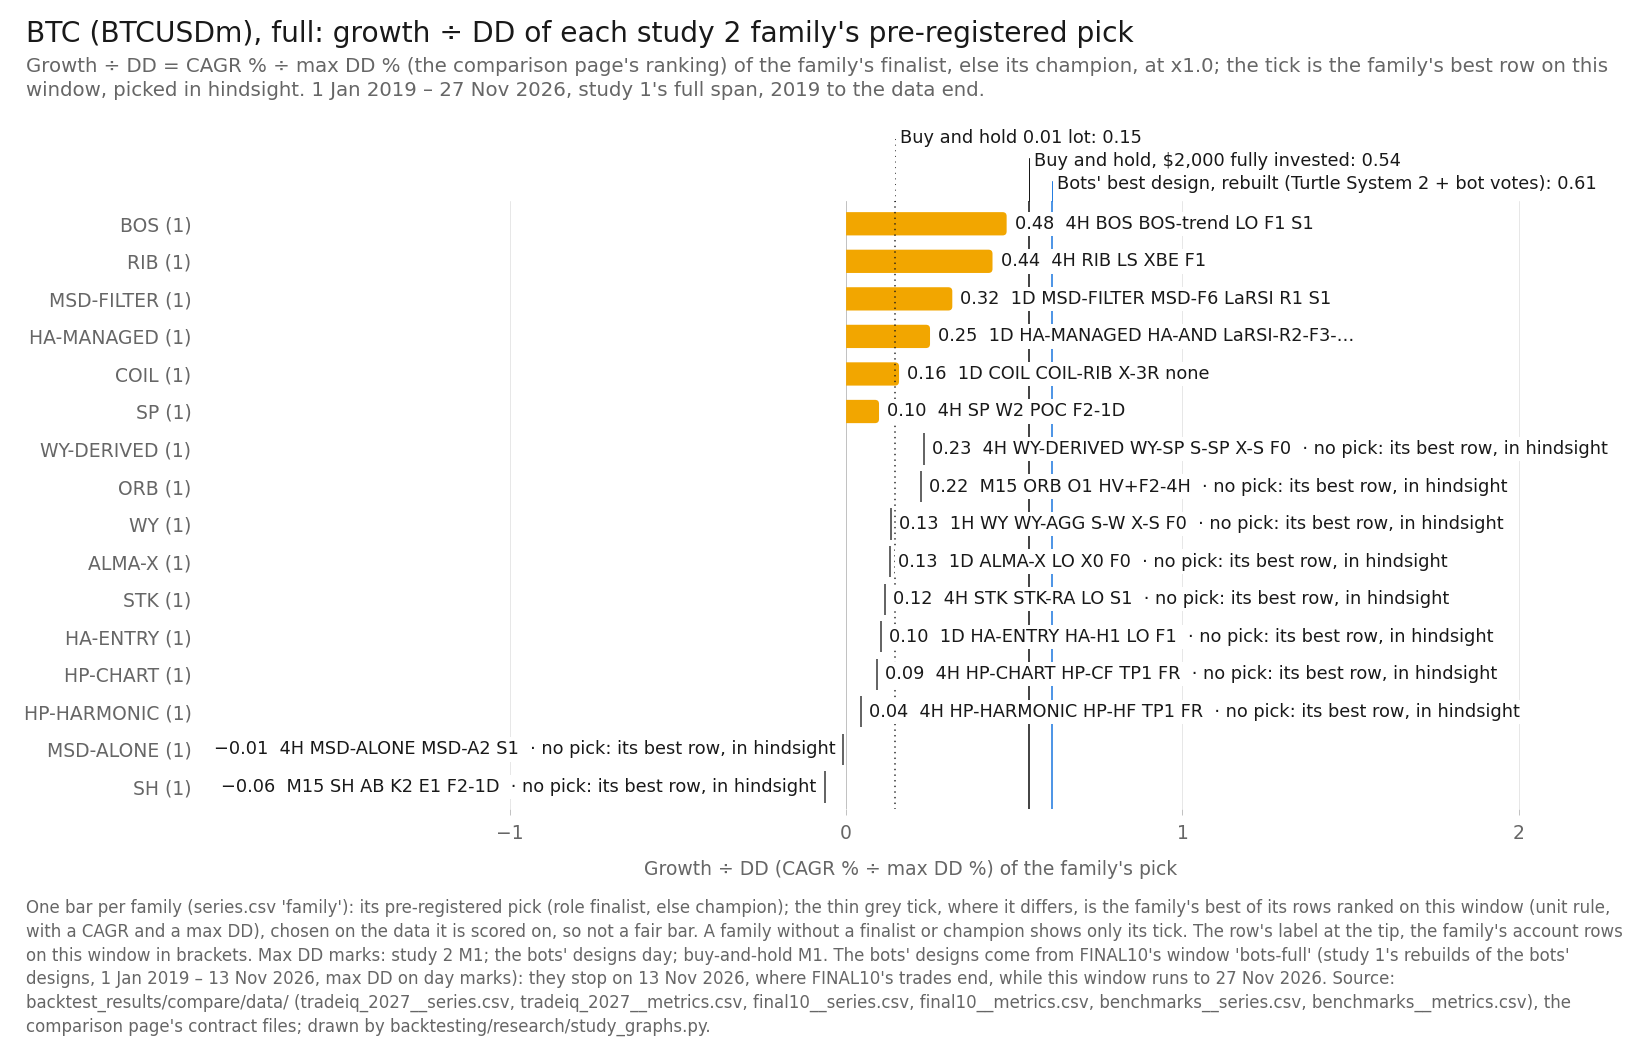 BTC (BTCUSDm), full: growth ÷ DD of each study 2 family's pre-registered pick
Growth ÷ DD = CAGR % ÷ max DD % (the comparison page's ranking) of the family's finalist, else its champion, at x1.0; the tick is the family's best row on this
window, picked in hindsight. 1 Jan 2019 – 27 Nov 2026, study 1's full span, 2019 to the data end.
Buy and hold 0.01 lot: 0.15
Buy and hold, $2,000 fully invested: 0.54
Bots' best design, rebuilt (Turtle System 2 + bot votes): 0.61
BOS (1) 0.48 4H BOS BOS-trend LO F1 S1
RIB (1) 0.44 4H RIB LS XBE F1
MSD-FILTER (1) 0.32 1D MSD-FILTER MSD-F6 LaRSI R1 S1
HA-MANAGED (1) 0.25 1D HA-MANAGED HA-AND LaRSI-R2-F3-…
COIL (1) 0.16 1D COIL COIL-RIB X-3R none
SP (1) 0.10 4H SP W2 POC F2-1D
WY-DERIVED (1) 0.23 4H WY-DERIVED WY-SP S-SP X-S F0 · no pick: its best row, in hindsight
ORB (1) 0.22 M15 ORB O1 HV+F2-4H · no pick: its best row, in hindsight
WY (1) 0.13 1H WY WY-AGG S-W X-S F0 · no pick: its best row, in hindsight
ALMA-X (1) 0.13 1D ALMA-X LO X0 F0 · no pick: its best row, in hindsight
STK (1) 0.12 4H STK STK-RA LO S1 · no pick: its best row, in hindsight
HA-ENTRY (1) 0.10 1D HA-ENTRY HA-H1 LO F1 · no pick: its best row, in hindsight
HP-CHART (1) 0.09 4H HP-CHART HP-CF TP1 FR · no pick: its best row, in hindsight
HP-HARMONIC (1) 0.04 4H HP-HARMONIC HP-HF TP1 FR · no pick: its best row, in hindsight
MSD-ALONE (1) −0.01 4H MSD-ALONE MSD-A2 S1 · no pick: its best row, in hindsight
SH (1) −0.06 M15 SH AB K2 E1 F2-1D · no pick: its best row, in hindsight
−1 0 1 2
Growth ÷ DD (CAGR % ÷ max DD %) of the family's pick
One bar per family (series.csv 'family'): its pre-registered pick (role finalist, else champion); the thin grey tick, where it differs, is the family's best of its rows ranked on this window (unit rule,
with a CAGR and a max DD), chosen on the data it is scored on, so not a fair bar. A family without a finalist or champion shows only its tick. The row's label at the tip, the family's account rows
on this window in brackets. Max DD marks: study 2 M1; the bots' designs day; buy-and-hold M1. The bots' designs come from FINAL10's window 'bots-full' (study 1's rebuilds of the bots'
designs, 1 Jan 2019 – 13 Nov 2026, max DD on day marks): they stop on 13 Nov 2026, where FINAL10's trades end, while this window runs to 27 Nov 2026. Source:
backtest_results/compare/data/ (tradeiq_2027__series.csv, tradeiq_2027__metrics.csv, final10__series.csv, final10__metrics.csv, benchmarks__series.csv, benchmarks__metrics.csv), the
comparison page's contract files; drawn by backtesting/research/study_graphs.py.